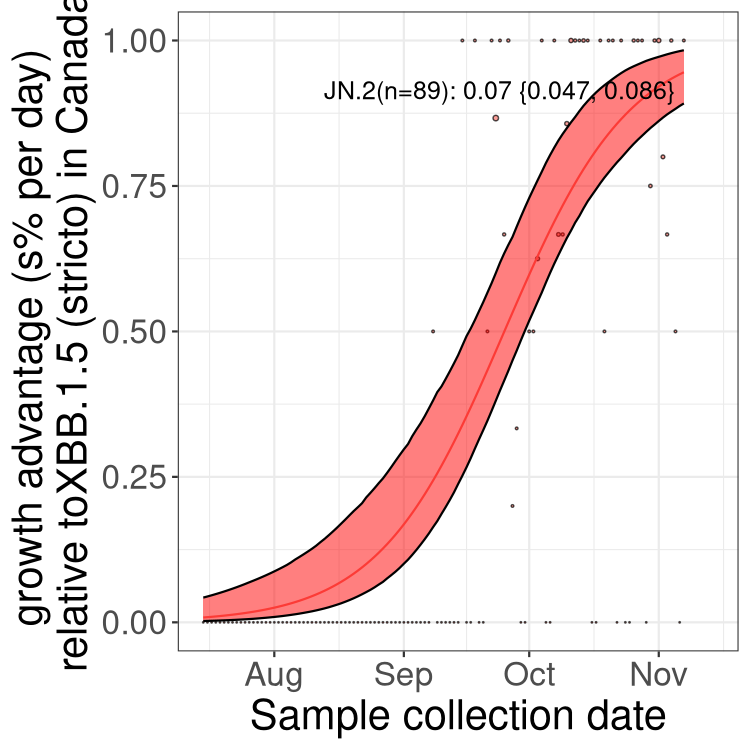 growth advantage (s% per day)
relative toXBB.1.5 (stricto) in Canada
1.00
0.75
0.50
0.25
0.00
JN.2(n=89): 0.07 {0.047, 0.086}
Aug Sep Oct Nov
Sample collection date